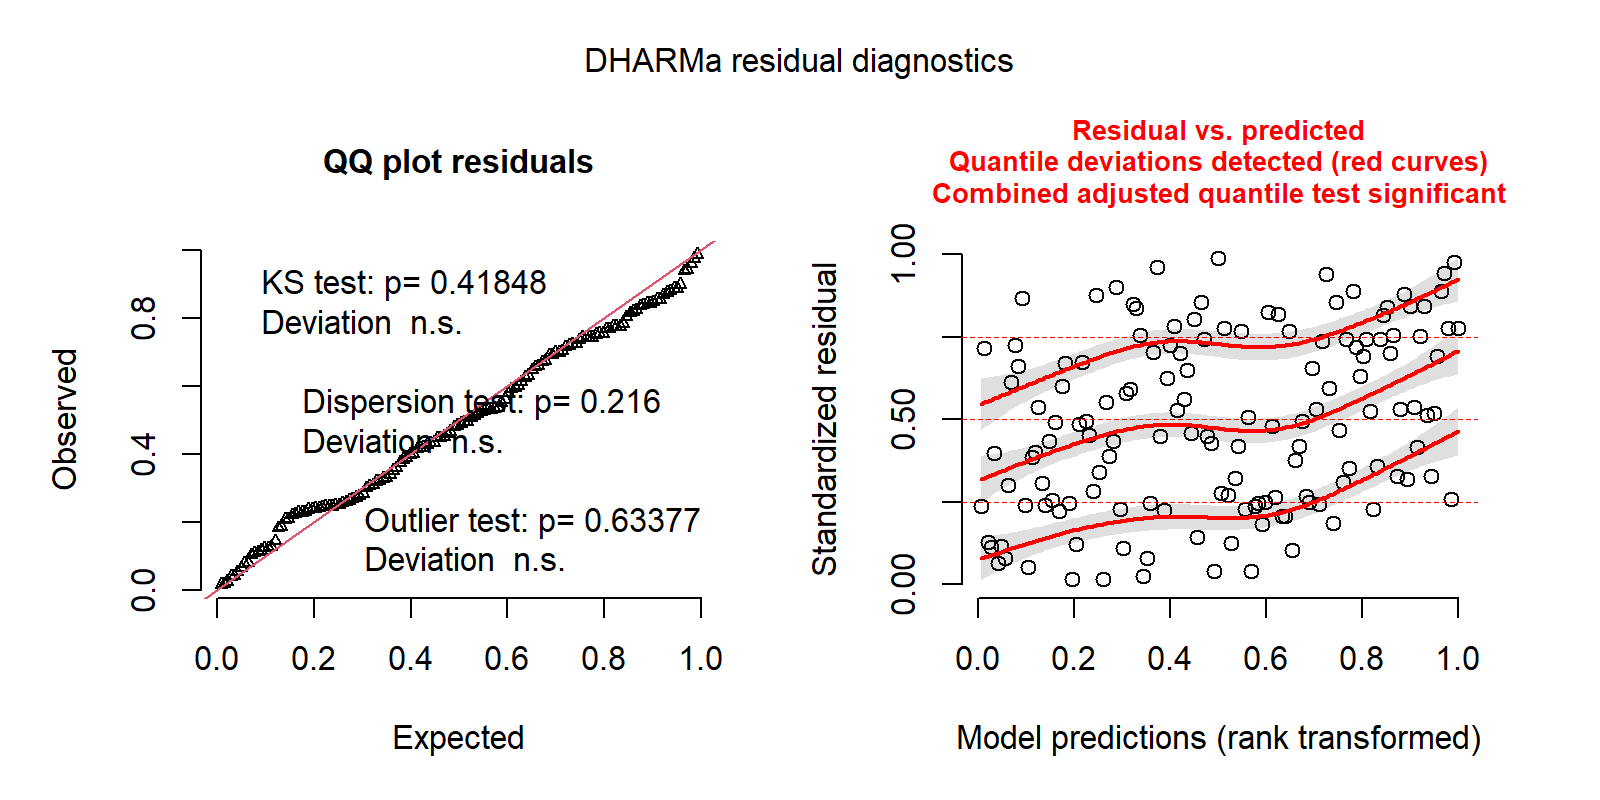 DHARMa residual diagnostics
QQ plot residuals
KS test: p= 0.41848
Deviation n.s.
Dispersion test: p= 0.216
Deviation n.s.
Outlier test: p= 0.63377
Deviation n.s.
Observed
0.0
0.4
0.8
0.0 0.2 0.4 0.6 0.8 1.0
Expected
Residual vs. predicted
Quantile deviations detected (red curves)
Combined adjusted quantile test significant
Standardized residual
0.00
0.50
1.00
0.0 0.2 0.4 0.6 0.8 1.0
Model predictions (rank transformed)